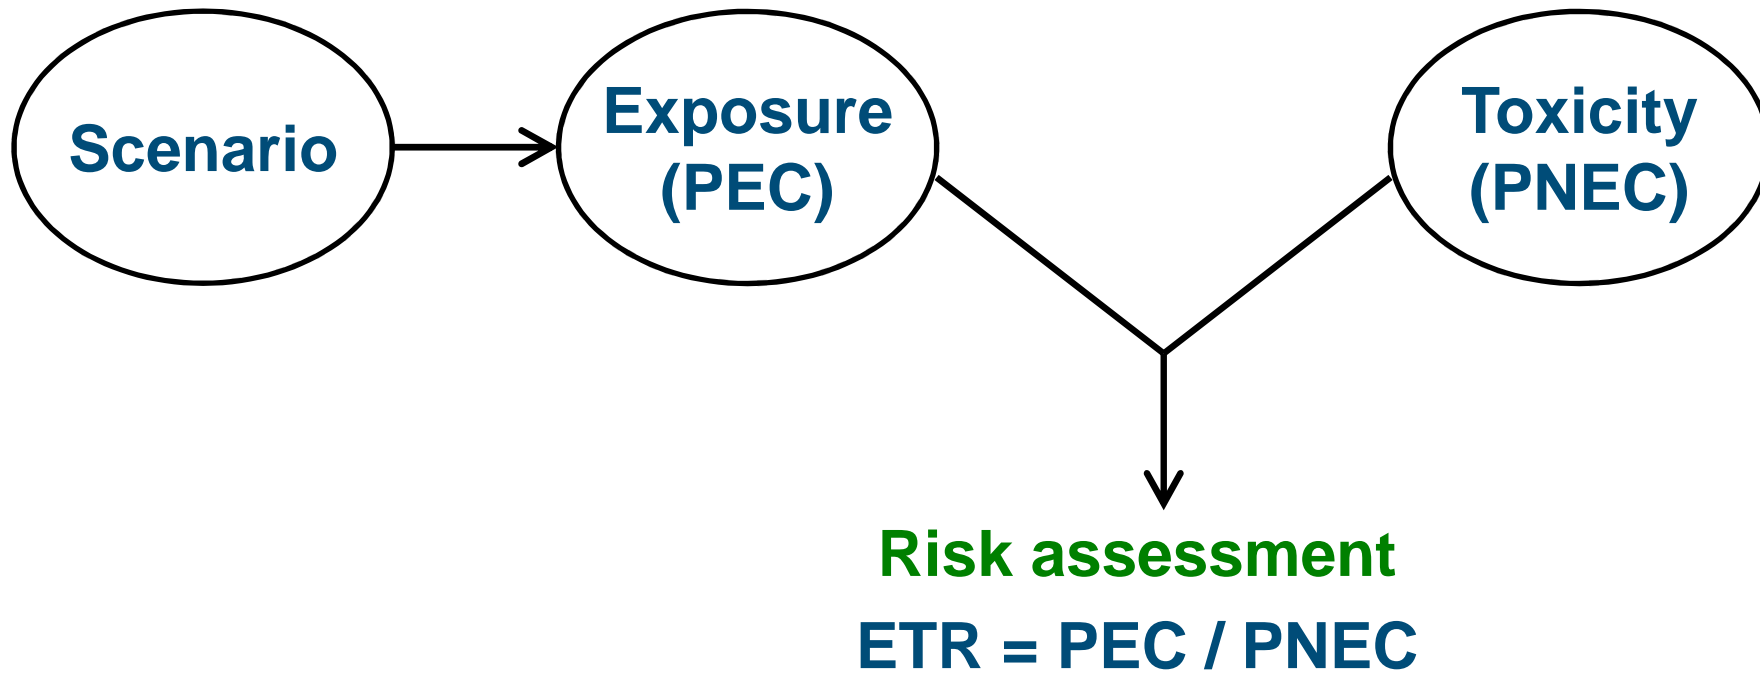 Scenario
Exposure
(PEC)
Toxicity
(PNEC)
Risk assessment
ETR = PEC / PNEC